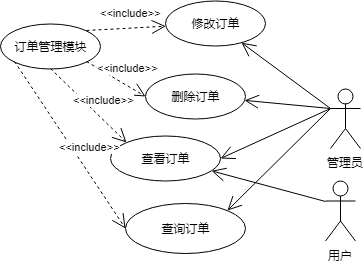 <<include>>
修改订单
订单管理模块
<<include>>
删除订单
<<include>>
<<include>>
查看订单
管理员
查询订单
用户